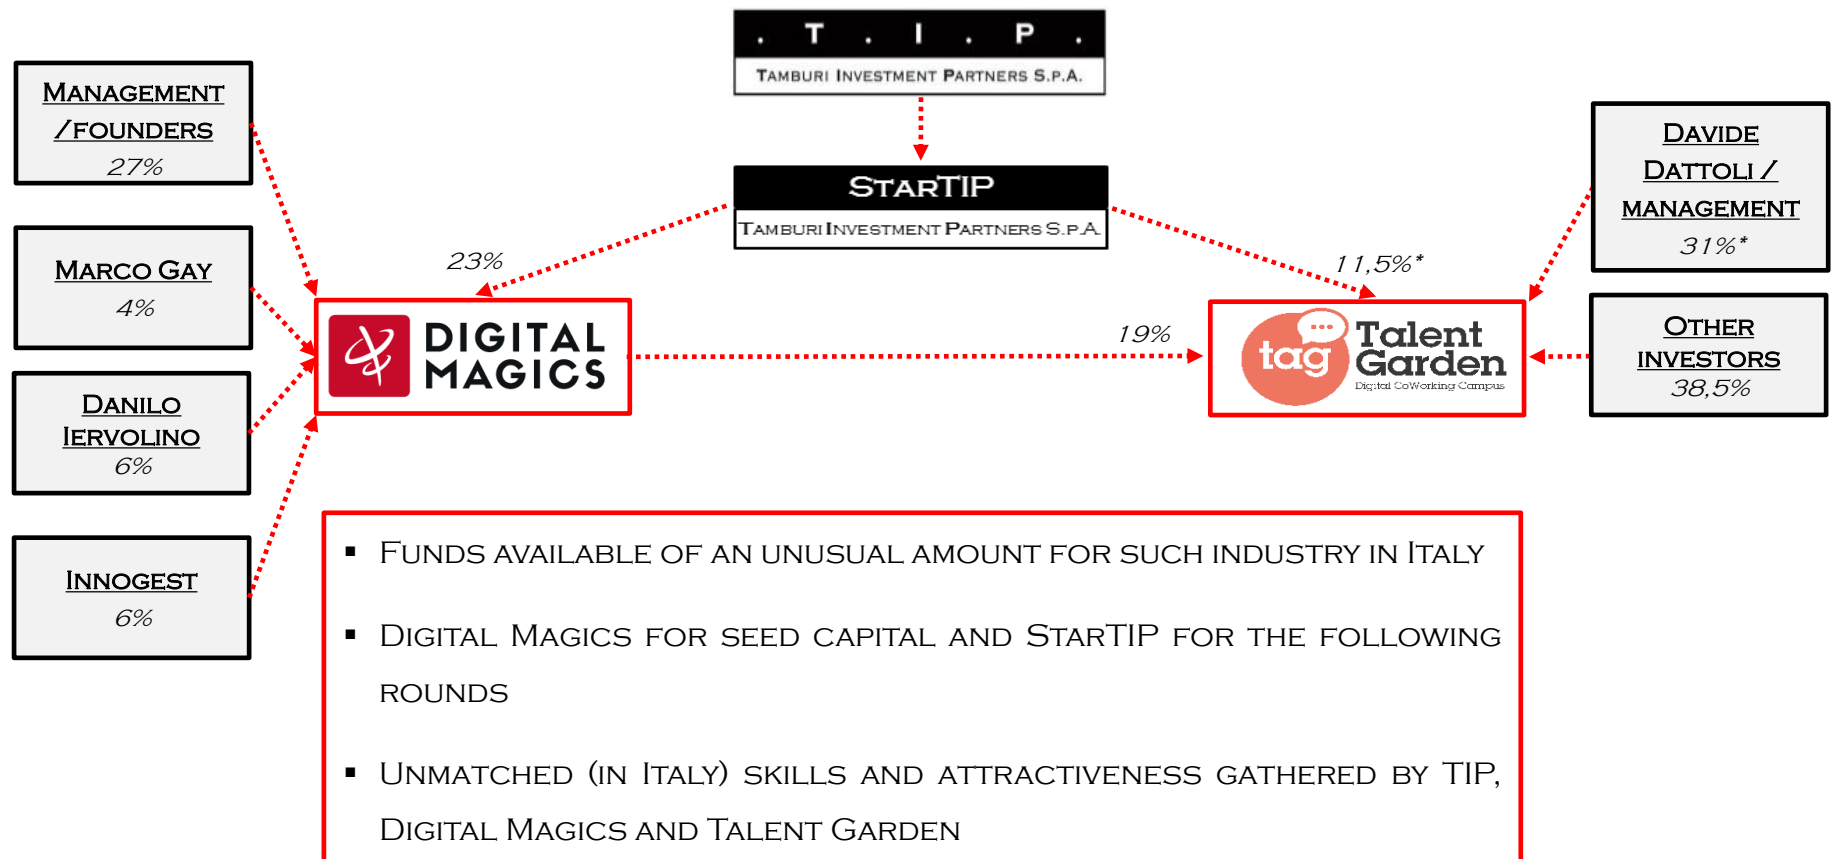 . T . I . P .
TAMBURI INVESTMENT PARTNERS S.P.A.
MANAGEMENT
/FOUNDERS
27%
MARCO GAY
4%
DANILO
IERVOLINO
6%
INNOGEST
6%
STARTIP
TAMBURI INVESTMENT PARTNERS S.P.A.
23%
11,5%*
DIGITAL
MAGICS
19%
tag
Talent
Garden
Digital CoWorking Campus
DAVIDE
DATTOLI /
MANAGEMENT
31%*
OTHER
INVESTORS
38,5%
▪ FUNDS AVAILABLE OF AN UNUSUAL AMOUNT FOR SUCH INDUSTRY IN ITALY
▪ DIGITAL MAGICS FOR SEED CAPITAL AND STARTIP FOR THE FOLLOWING
ROUNDS
▪ UNMATCHED (IN ITALY) SKILLS AND ATTRACTIVENESS GATHERED BY TIP,
DIGITAL MAGICS AND TALENT GARDEN